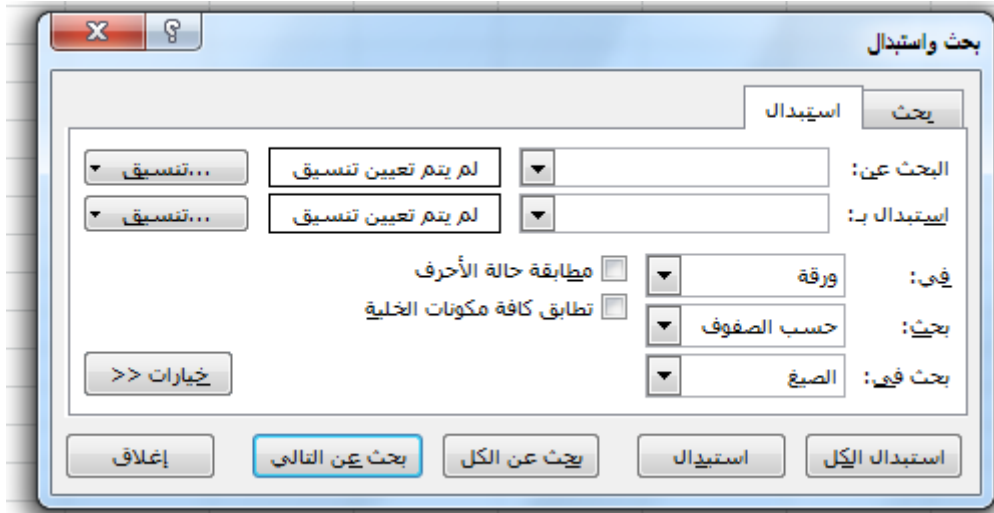 بحث واستبدال
بحث
استبدال
البحث عن:
لم يتم تعيين تنسيق
تنسيق...
استبدال بـ:
لم يتم تعيين تنسيق
تنسيق...
في: ورقة
مطابقة حالة الأحرف
بحث: حسب الصفوف
تطابق كافة مكونات الخلية
بحث في: الصيغ
خيارات <<
استبدال الكل
استبدال
بحث عن الكل
بحث عن التالي
إغلاق